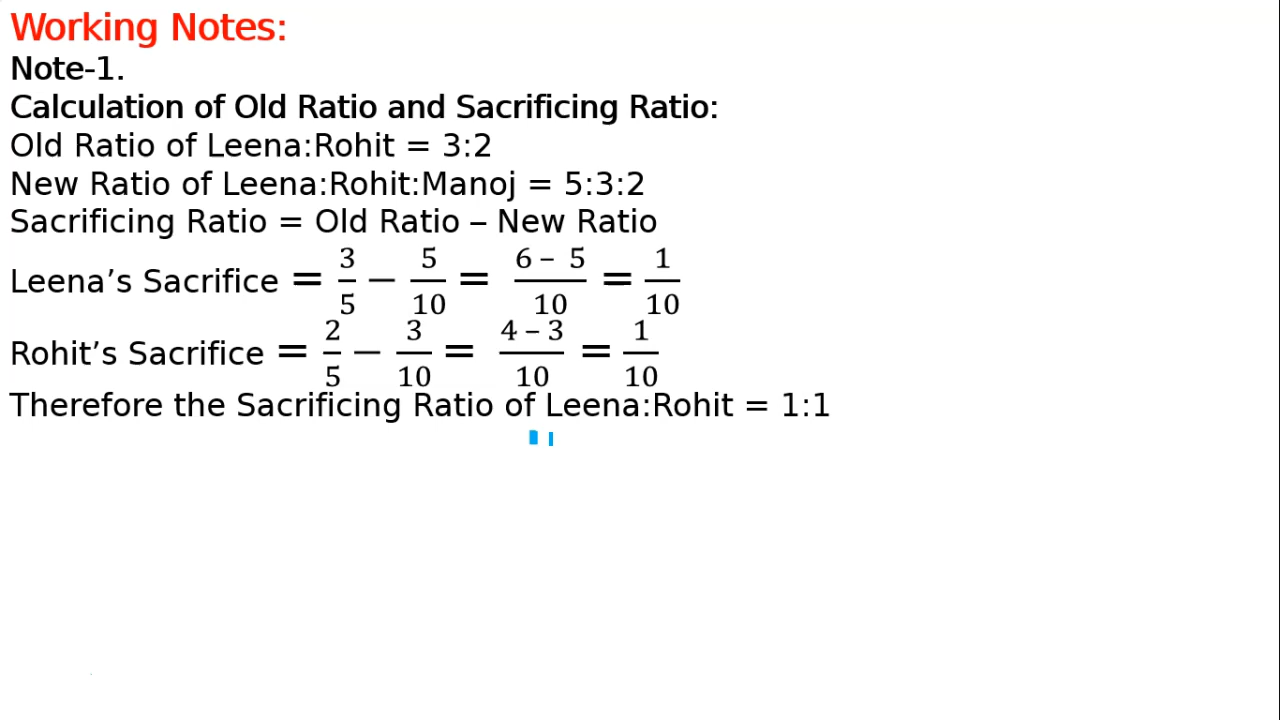 Working Notes:
Note-1.
Calculation of Old Ratio and Sacrificing Ratio:
Old Ratio of Leena:Rohit = 3:2
New Ratio of Leena:Rohit:Manoj = 5:3:2
Sacrificing Ratio = Old Ratio – New Ratio
Leena’s Sacrifice = 3/5 − 5/10 = 6 – 5/10 = 1/10
Rohit’s Sacrifice = 2/5 − 3/10 = 4 – 3/10 = 1/10
Therefore the Sacrificing Ratio of Leena:Rohit = 1:1